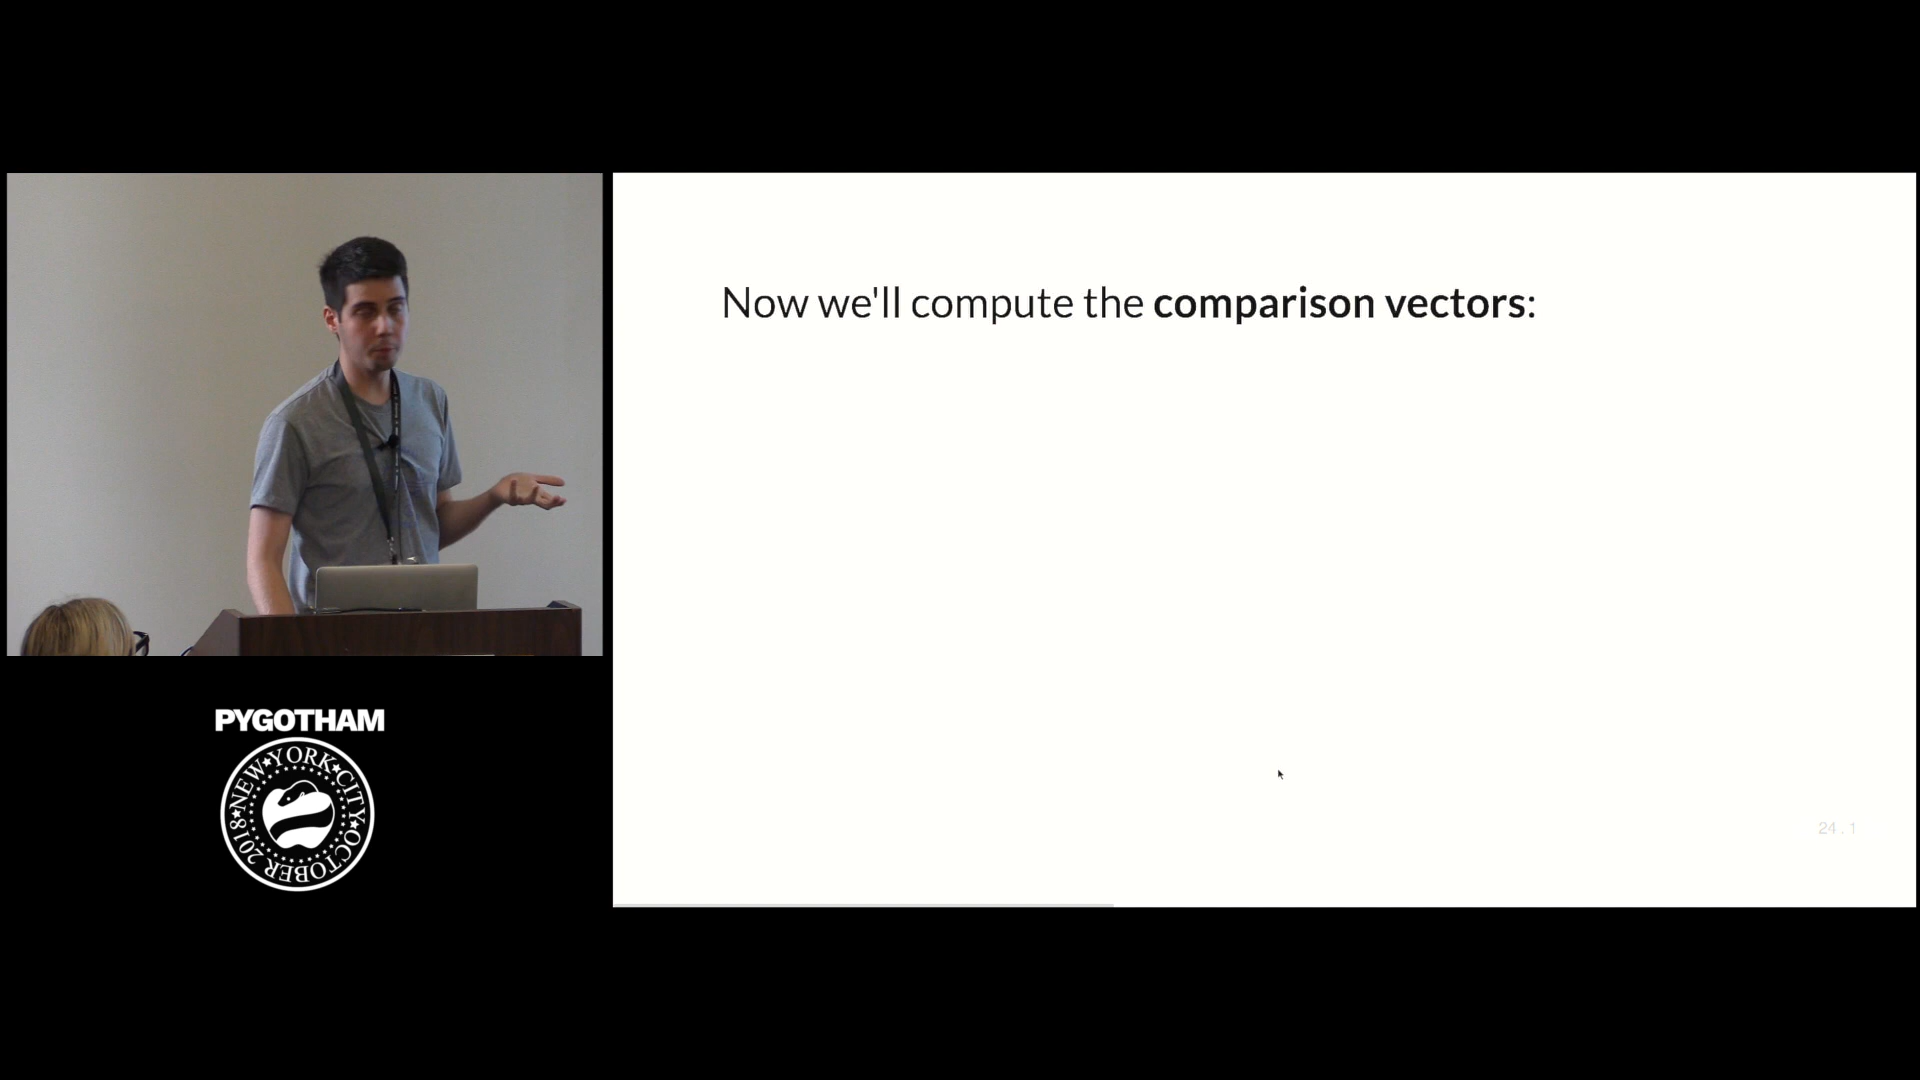 Now we'll compute the comparison vectors:
24 . 1
PYGOTHAM
NEW★YORK★CITY★OCTOBER 2018★